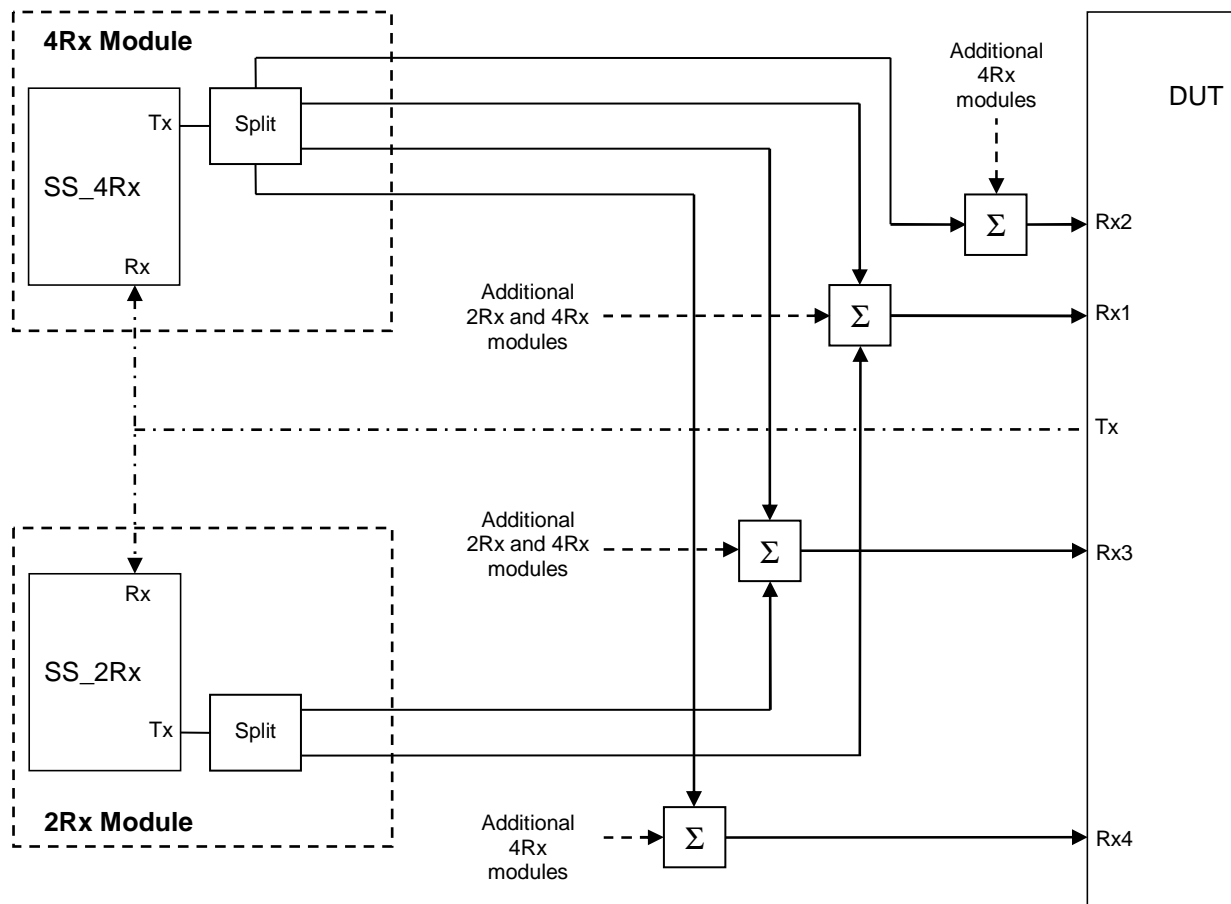 4Rx Module
Additional
4Rx
modules
DUT
Tx
Split
SS_4Rx
Rx
Σ
Rx2
Additional
2Rx and 4Rx
modules
Σ
Rx1
Tx
Additional
2Rx and 4Rx
modules
Σ
Rx3
Rx
SS_2Rx
Tx
Split
2Rx Module
Additional
4Rx
modules
Σ
Rx4